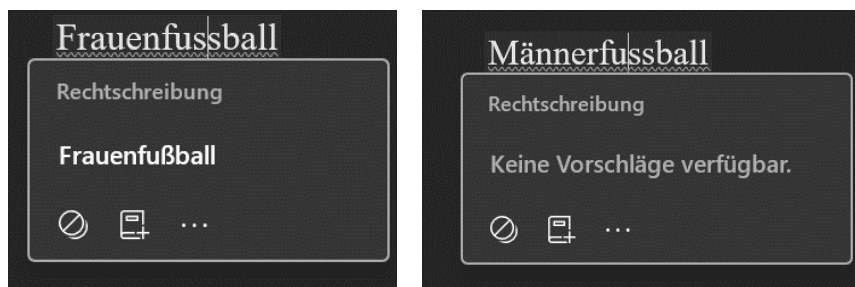 Frauenfussball
Rechtschreibung
Frauenfußball
...
Männerfussball
Rechtschreibung
Keine Vorschläge verfügbar.
...